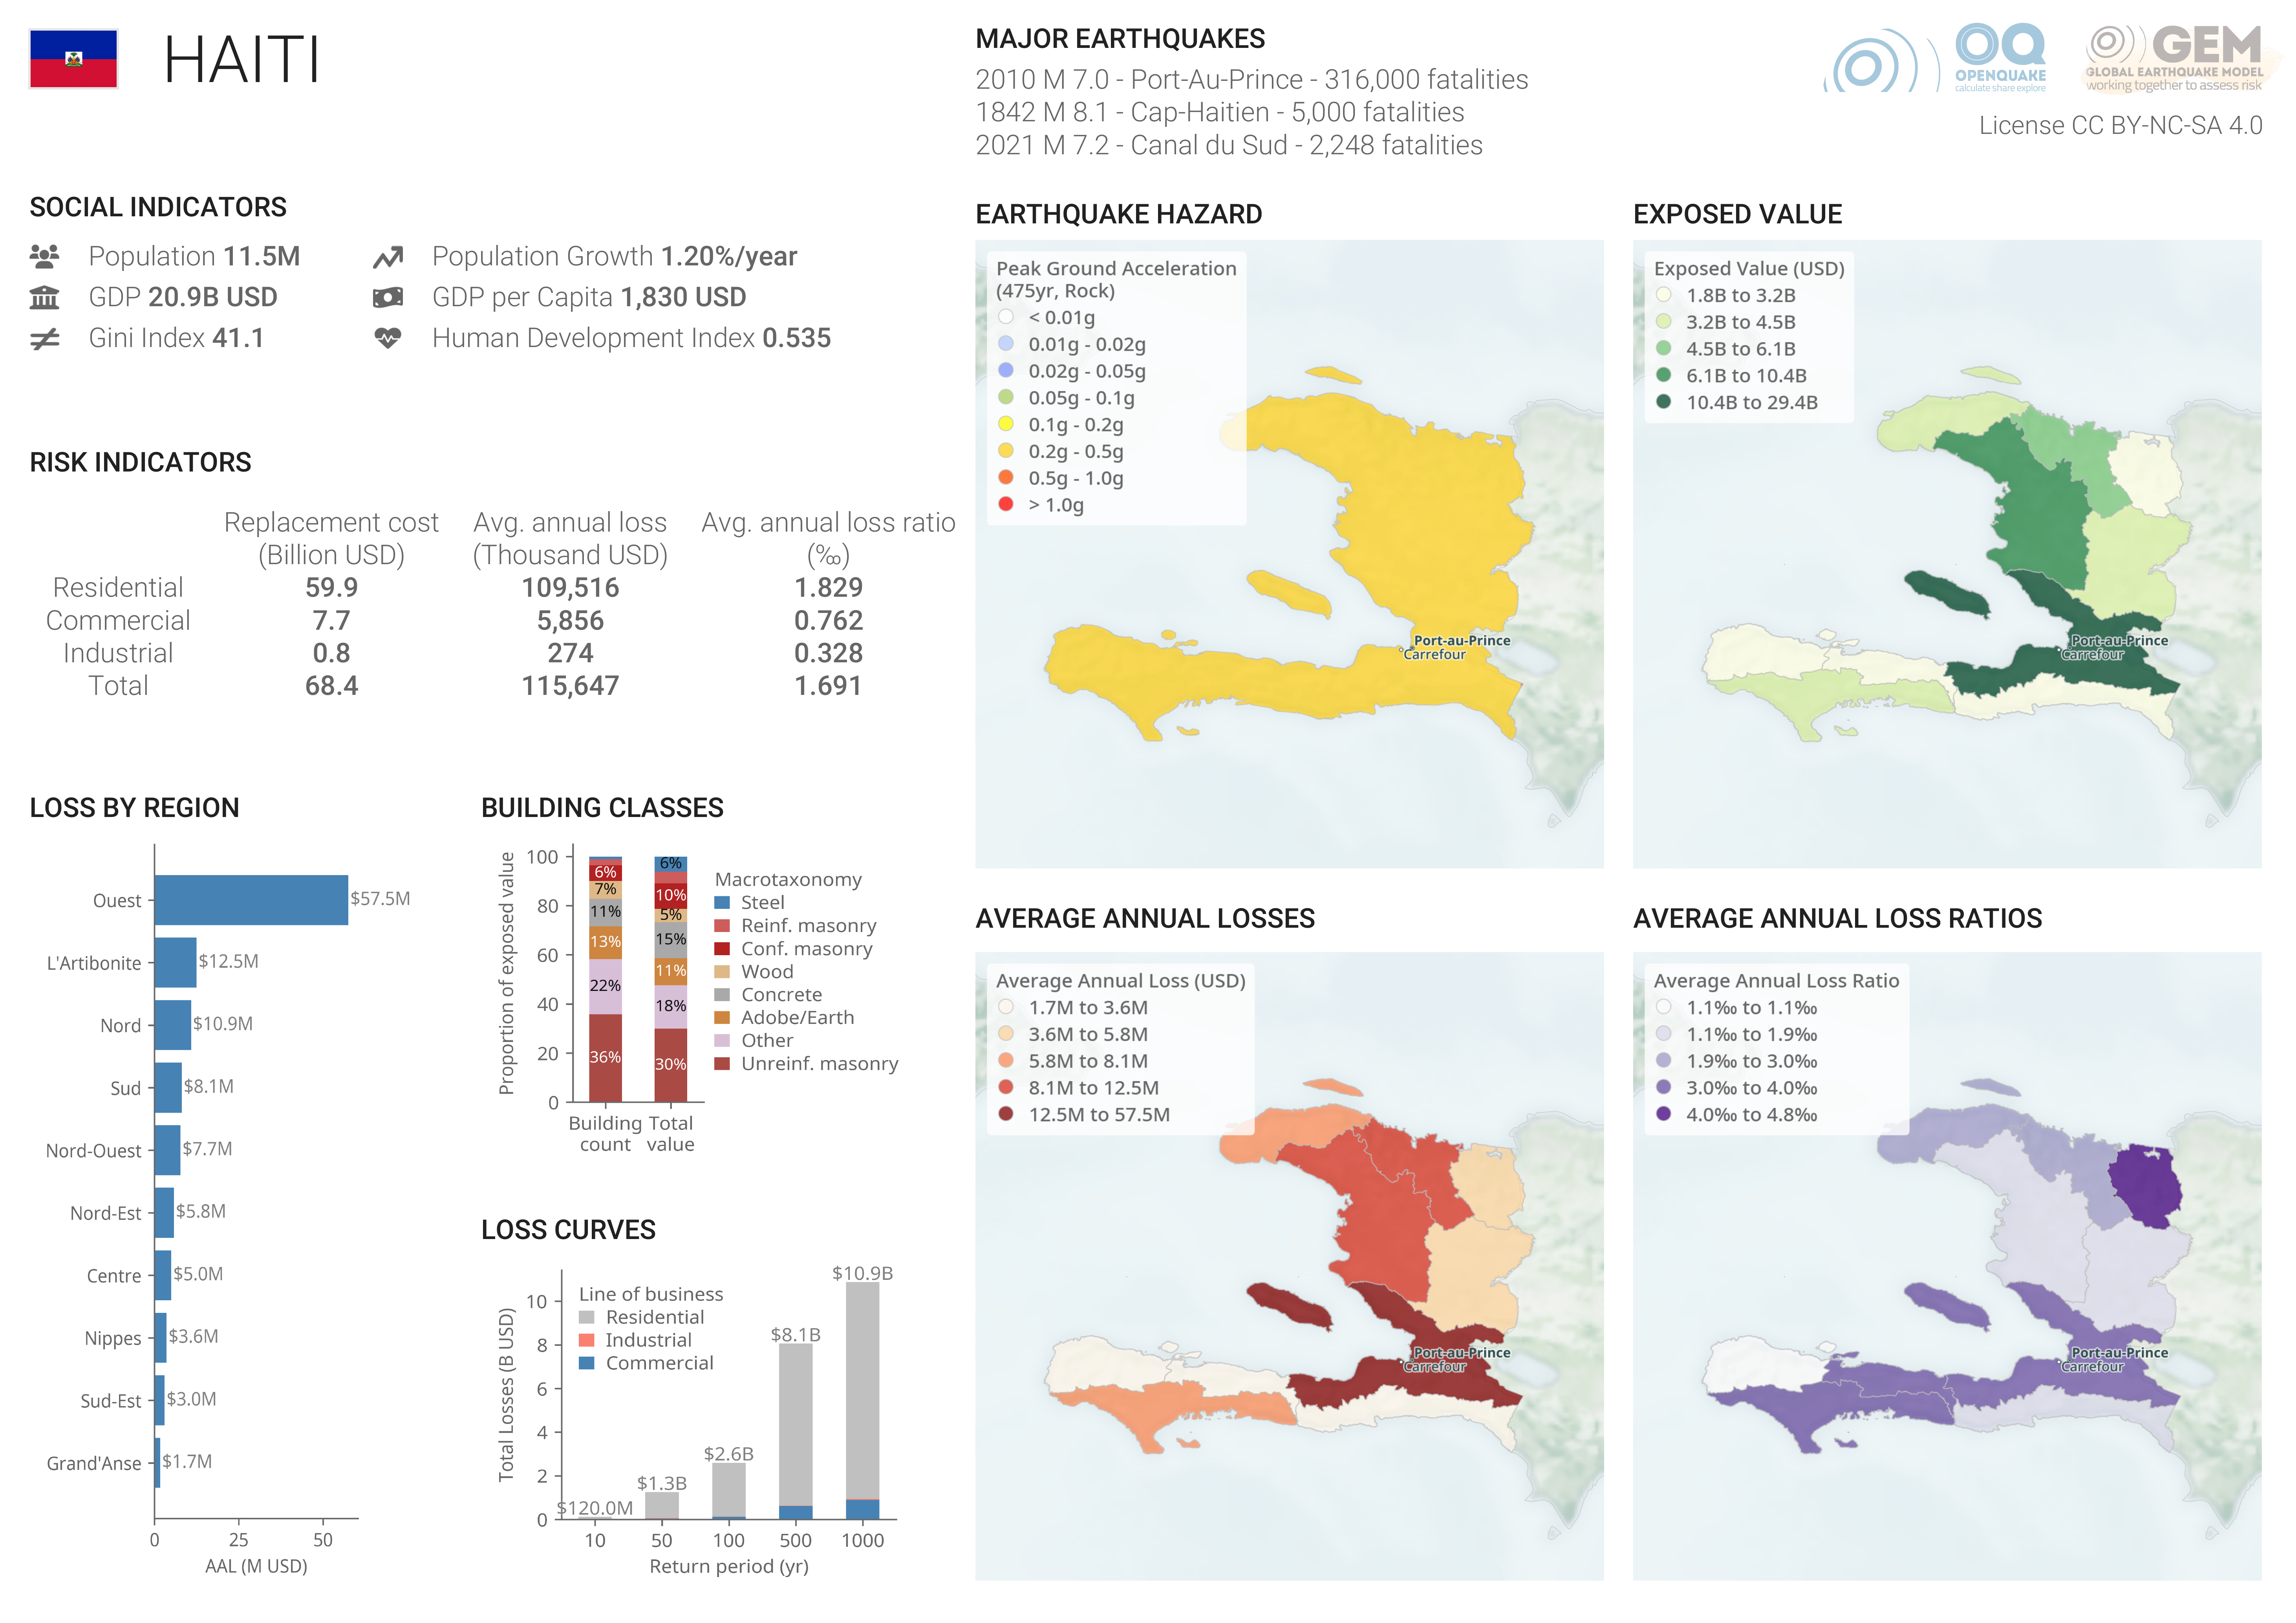 HAITI
MAJOR EARTHQUAKES
2010 M 7.0 - Port-Au-Prince - 316,000 fatalities
1842 M 8.1 - Cap-Haitien - 5,000 fatalities
2021 M 7.2 - Canal du Sud - 2,248 fatalities
OQ
OPENQUAKE
calculate share explore
GEM
GLOBAL EARTHQUAKE MODEL
working together to assess risk
License CC BY-NC-SA 4.0
SOCIAL INDICATORS
Population 11.5M
Population Growth 1.20%/year
GDP 20.9B USD
GDP per Capita 1,830 USD
Gini Index 41.1
Human Development Index 0.535
RISK INDICATORS
Replacement cost Avg. annual loss Avg. annual loss ratio
(Billion USD) (Thousand USD) (‰)
Residential 59.9 109,516 1.829
Commercial 7.7 5,856 0.762
Industrial 0.8 274 0.328
Total 68.4 115,647 1.691
LOSS BY REGION
Ouest $57.5M
L'Artibonite $12.5M
Nord $10.9M
Sud $8.1M
Nord-Ouest $7.7M
Nord-Est $5.8M
Centre $5.0M
Nippes $3.6M
Sud-Est $3.0M
Grand'Anse $1.7M
0 25 50
AAL (M USD)
BUILDING CLASSES
Proportion of exposed value
100
80
60
40
20
0
6%
7%
11%
13%
22%
36%
6%
10%
5%
15%
11%
18%
30%
Building count
Total value
Macrotaxonomy
Steel
Reinf. masonry
Conf. masonry
Wood
Concrete
Adobe/Earth
Other
Unreinf. masonry
LOSS CURVES
Total Losses (B USD)
10
8
6
4
2
0
Line of business
Residential
Industrial
Commercial
$120.0M
$1.3B
$2.6B
$8.1B
$10.9B
10 50 100 500 1000
Return period (yr)
EARTHQUAKE HAZARD
Peak Ground Acceleration
(475yr, Rock)
< 0.01g
0.01g - 0.02g
0.02g - 0.05g
0.05g - 0.1g
0.1g - 0.2g
0.2g - 0.5g
0.5g - 1.0g
> 1.0g
Port-au-Prince
Carrefour
EXPOSED VALUE
Exposed Value (USD)
1.8B to 3.2B
3.2B to 4.5B
4.5B to 6.1B
6.1B to 10.4B
10.4B to 29.4B
Port-au-Prince
Carrefour
AVERAGE ANNUAL LOSSES
Average Annual Loss (USD)
1.7M to 3.6M
3.6M to 5.8M
5.8M to 8.1M
8.1M to 12.5M
12.5M to 57.5M
Port-au-Prince
Carrefour
AVERAGE ANNUAL LOSS RATIOS
Average Annual Loss Ratio
1.1‰ to 1.1‰
1.1‰ to 1.9‰
1.9‰ to 3.0‰
3.0‰ to 4.0‰
4.0‰ to 4.8‰
Port-au-Prince
Carrefour